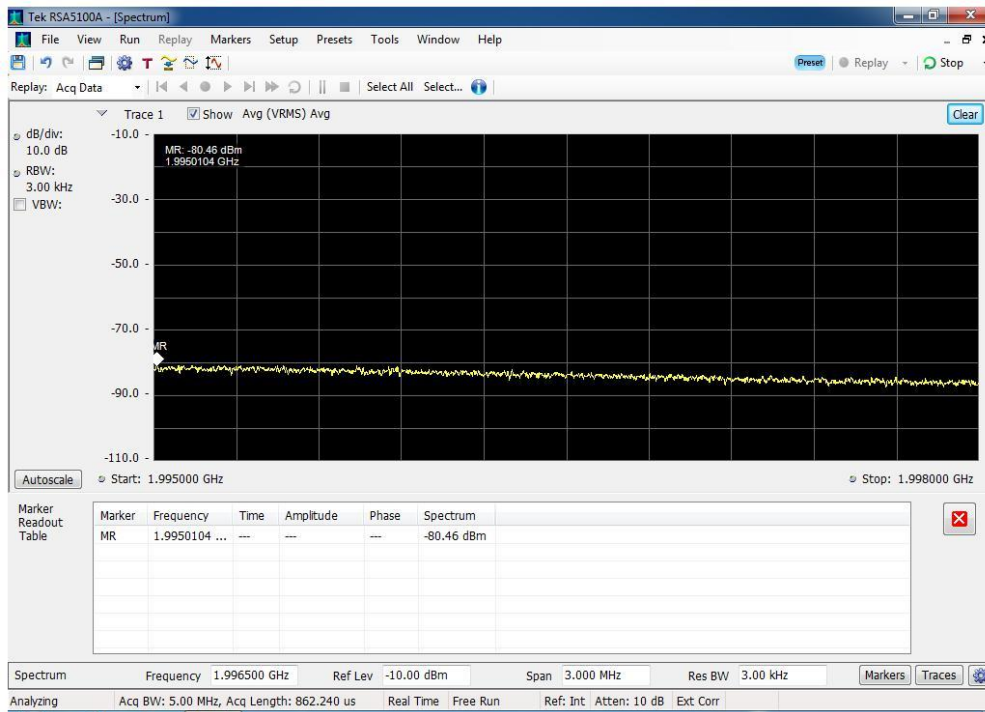 Tek RSA5100A - [Spectrum]
File View Run Replay Markers Setup Presets Tools Window Help
Preset Replay Stop
Replay: Acq Data Select All Select...
Trace 1 Show Avg (VRMS) Avg Clear
dB/div:
10.0 dB
RBW:
3.00 kHz
VBW:
-10.0
-30.0
-50.0
-70.0
-90.0
-110.0
MR: -80.46 dBm
1.9950104 GHz
MR
Autoscale Start: 1.995000 GHz Stop: 1.998000 GHz
Marker
Readout
Table
Marker Frequency Time Amplitude Phase Spectrum
MR 1.9950104 ... --- --- --- -80.46 dBm
Spectrum Frequency 1.996500 GHz Ref Lev -10.00 dBm Span 3.000 MHz Res BW 3.00 kHz Markers Traces
Analyzing Acq BW: 5.00 MHz, Acq Length: 862.240 us Real Time Free Run Ref: Int Atten: 10 dB Ext Corr